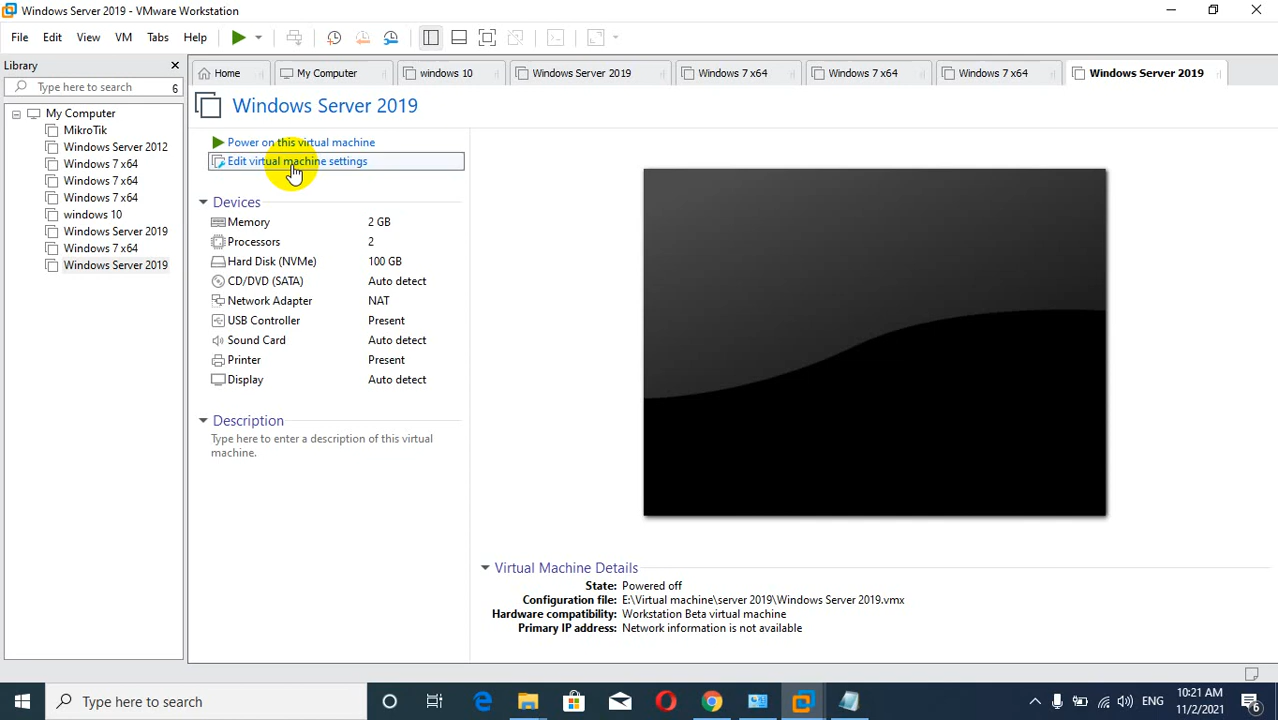 Windows Server 2019 - VMware Workstation
File Edit View VM Tabs Help
Library
Type here to search 6
My Computer
MikroTik
Windows Server 2012
Windows 7 x64
Windows 7 x64
Windows 7 x64
windows 10
Windows Server 2019
Windows 7 x64
Windows Server 2019
Home My Computer windows 10 Windows Server 2019 Windows 7 x64 Windows 7 x64 Windows 7 x64 Windows Server 2019
Windows Server 2019
Power on this virtual machine
Edit virtual machine settings
Devices
Memory 2 GB
Processors 2
Hard Disk (NVMe) 100 GB
CD/DVD (SATA) Auto detect
Network Adapter NAT
USB Controller Present
Sound Card Auto detect
Printer Present
Display Auto detect
Description
Type here to enter a description of this virtual
machine.
Virtual Machine Details
State: Powered off
Configuration file: E:\Virtual machine\server 2019\Windows Server 2019.vmx
Hardware compatibility: Workstation Beta virtual machine
Primary IP address: Network information is not available
Type here to search
ENG
10:21 AM
11/2/2021
6